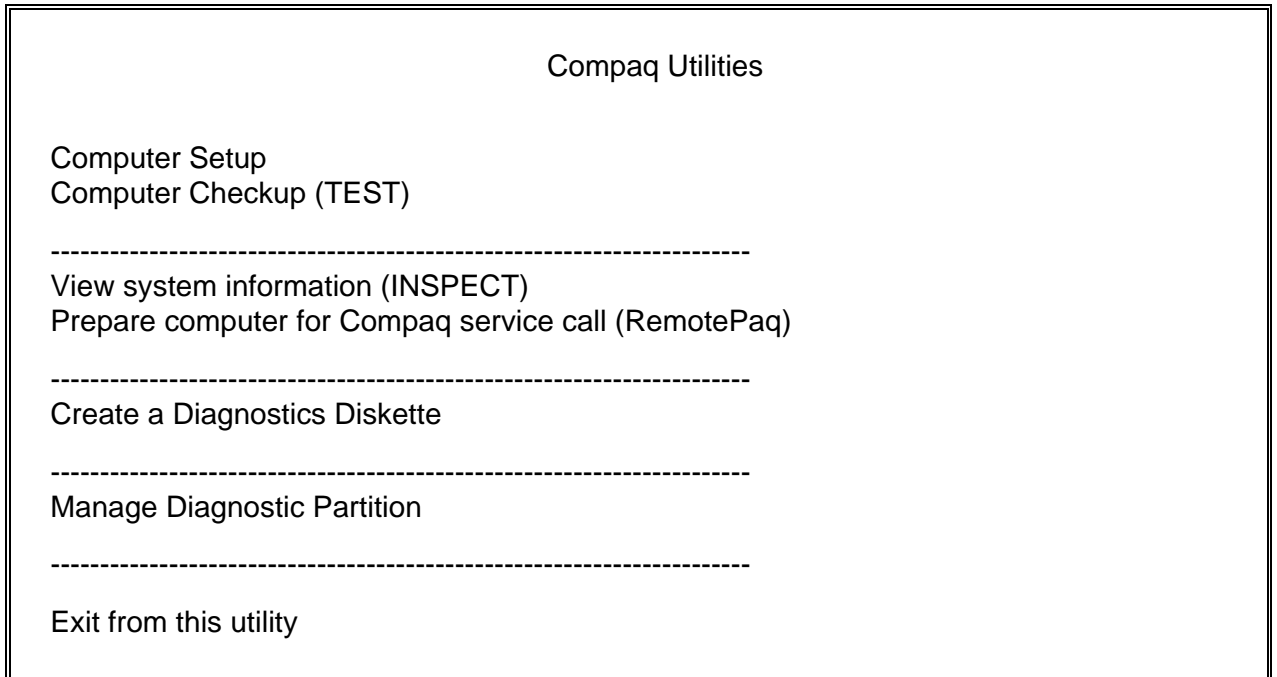 Compaq Utilities
Computer Setup
Computer Checkup (TEST)
-----------------------------------------------------------------------
View system information (INSPECT)
Prepare computer for Compaq service call (RemotePaq)
-----------------------------------------------------------------------
Create a Diagnostics Diskette
-----------------------------------------------------------------------
Manage Diagnostic Partition
-----------------------------------------------------------------------
Exit from this utility